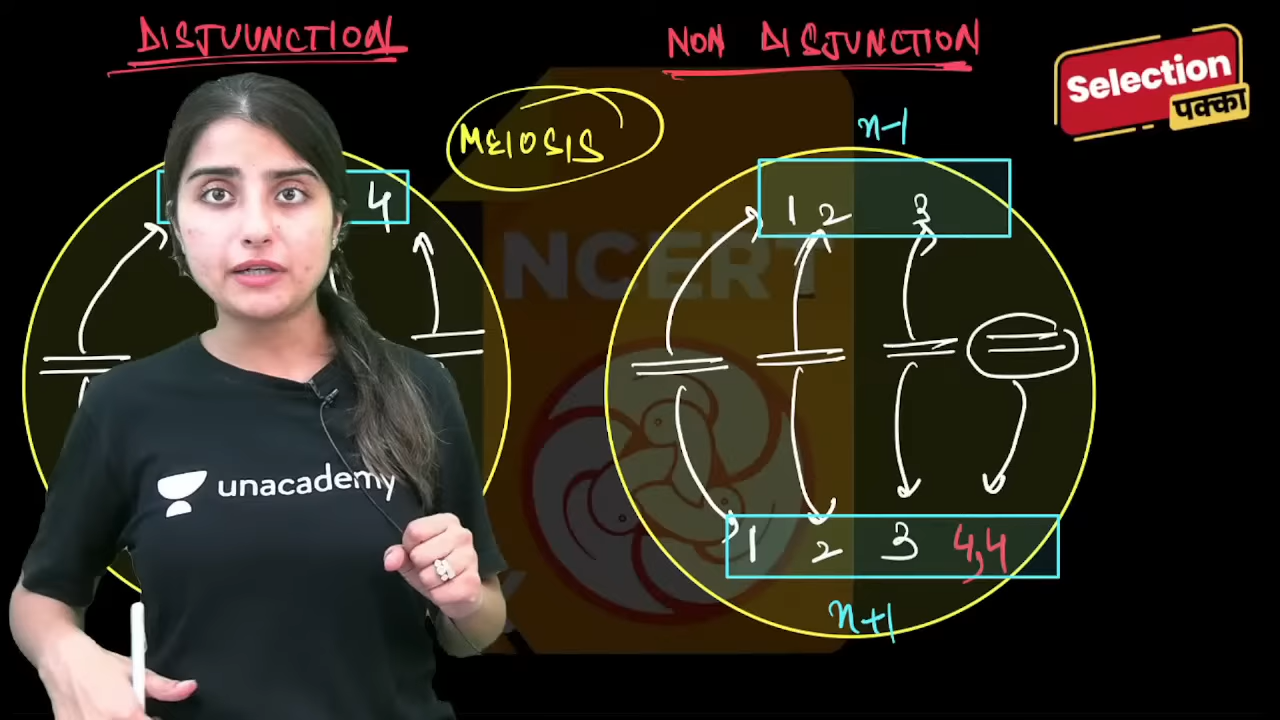 DISJUUNCTION
NON DISJUNCTION
Selection
पक्का
MEIOSIS
n-1
4
1 2 3
NCERT
unacademy
1 2 3 4,4
n+1